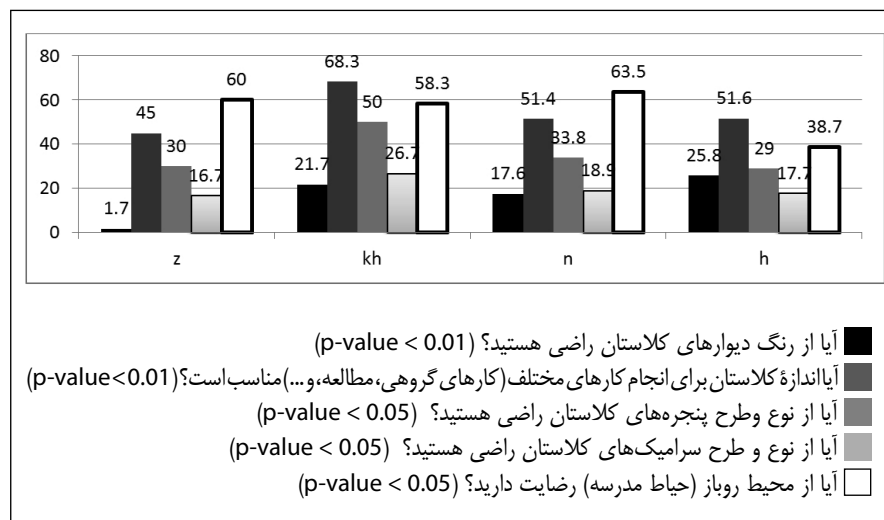 80
60
40
20
0
1.7 45 30 16.7 60
21.7 68.3 50 26.7 58.3
17.6 51.4 33.8 18.9 63.5
25.8 51.6 29 17.7 38.7
z kh n h
آیا از رنگ دیوارهای کلاستان راضی هستید؟ (p-value < 0.01)
آیا اندازهٔ کلاستان برای انجام کارهای مختلف (کارهای گروهی، مطالعه، و...) مناسب است؟ (p-value<0.01)
آیا از نوع وطرح پنجره‌های کلاستان راضی هستید؟ (p-value < 0.05)
آیا از نوع و طرح سرامیک‌های کلاستان راضی هستید؟ (p-value < 0.05)
آیا از محیط روباز (حیاط مدرسه) رضایت دارید؟ (p-value < 0.05)